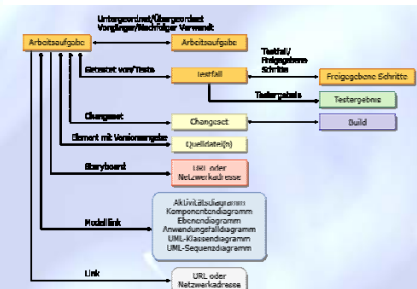 Untergeordnet/Übergeordnet
Vorgänger/Nachfolger Verwandt
Arbeitsaufgabe
Arbeitsaufgabe
Testfall/
Freigegebene
Schritte
Getestet von/Tests
Testfall
Freigegebene Schritte
Testergebnis
Testergebnis
Changeset
Changeset
Build
Element mit Versionsangabe
Quelldatei(n)
Storyboard
URL oder
Netzwerkadresse
Aktivitätsdiagramm
Komponentendiagramm
Ebenendiagramm
Anwendungsfalldiagramm
UML-Klassendiagramm
UML-Sequenzdiagramm
Modelllink
Link
URL oder
Netzwerkadresse